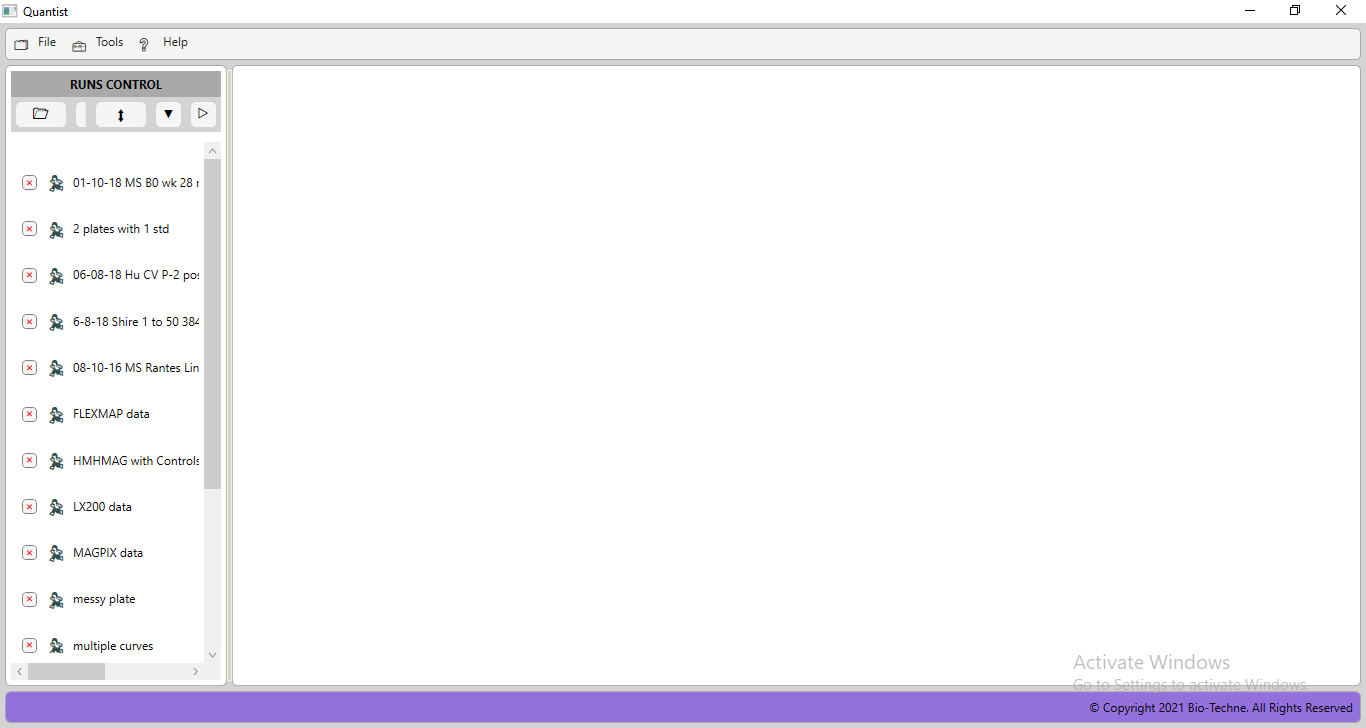 Quantist
File Tools Help
RUNS CONTROL
01-10-18 MS B0 wk 28
2 plates with 1 std
06-08-18 Hu CV P-2
6-8-18 Shire 1 to 50 384
08-10-16 MS Rantes Lin
FLEXMAP data
HMHMAG with Controls
LX200 data
MAGPIX data
messy plate
multiple curves
Activate Windows
Go to Settings to activate Windows.
© Copyright 2021 Bio-Techne. All Rights Reserved